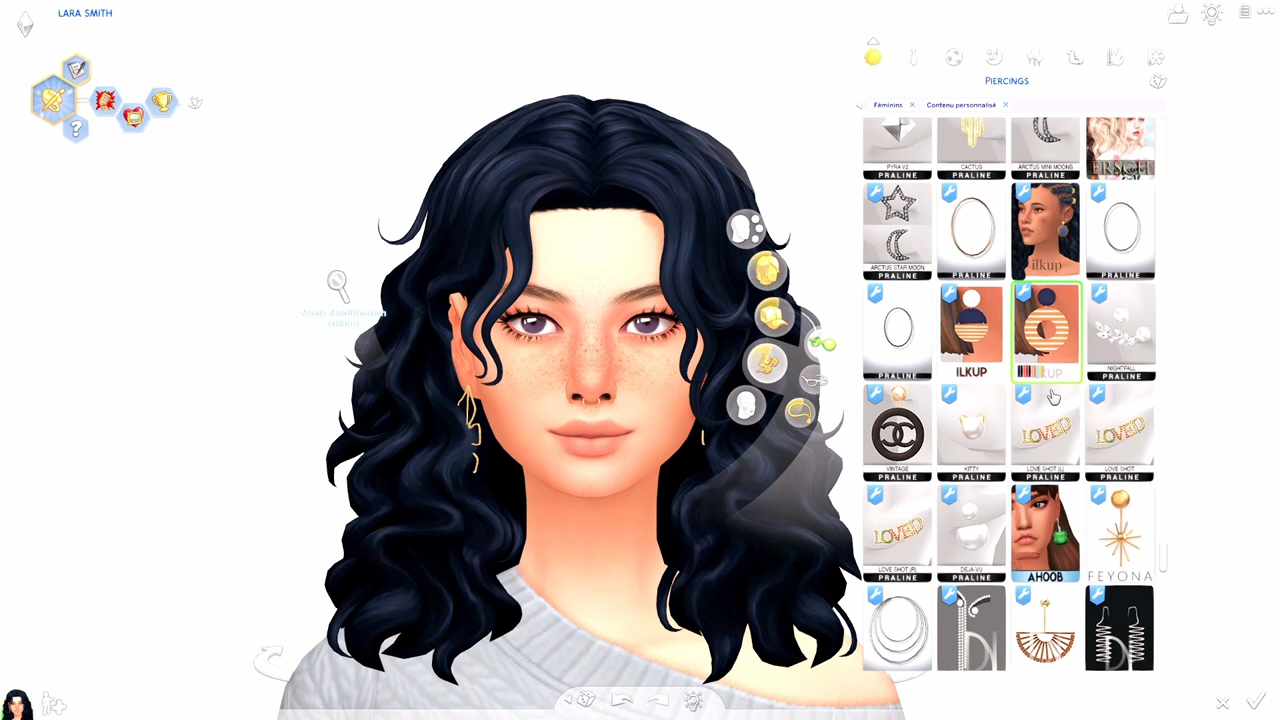 LARA SMITH
PIERCINGS
Féminins
Contenu personnalisé
PYRA V2
PRALINE
CACTUS
PRALINE
ARCTUS MINI MOONS
PRALINE
ARCTUS STAR MOON
PRALINE
PRALINE
ilkup
PRALINE
PRALINE
ILKUP
NIGHTFALL
PRALINE
VINTAGE
PRALINE
KITTY
PRALINE
LOVED
LOVE SHOT (L)
PRALINE
LOVED
LOVE SHOT
PRALINE
LOVED
LOVE SHOT (R)
PRALINE
DEJA-VU
PRALINE
AHOOB
FEYONA